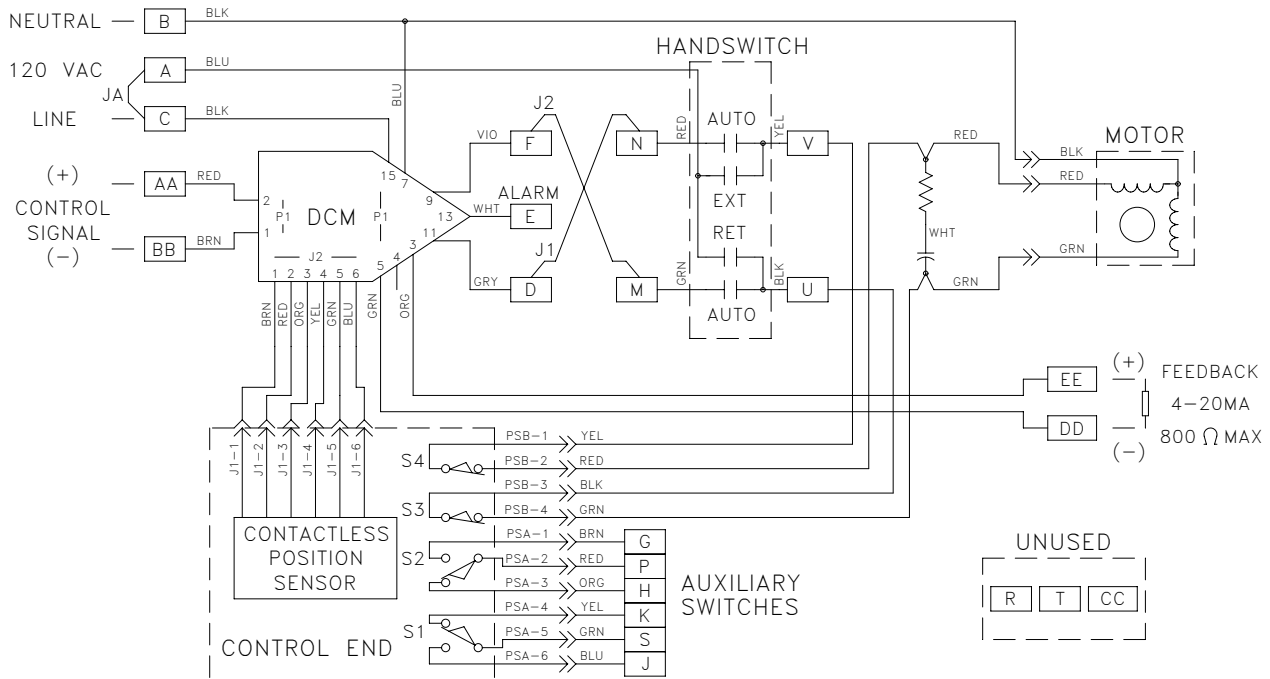 NEUTRAL — B BLK
120 VAC A BLU
JA
LINE — C BLK
BLU
HANDSWITCH
(+) AA RED
CONTROL
SIGNAL
(−) BB BRN
2
1
P1
DCM
P1
15
7
9
13
11
3
4
5
J2
1 2 3 4 5 6
VIO F
J2
WHT E
ALARM
GRY D
J1
N RED
M GRN
AUTO
EXT
RET
AUTO
YEL V
BLK U
RED
WHT
GRN
MOTOR
BLK
RED
GRN
BRN
RED
ORG
YEL
GRN
BLU
GRN
ORG
EE (+)
FEEDBACK
4−20MA
800 Ω MAX
DD (−)
J1−1
J1−2
J1−3
J1−4
J1−5
J1−6
CONTACTLESS
POSITION
SENSOR
CONTROL END
S4
S3
S2
S1
PSB−1 YEL
PSB−2 RED
PSB−3 BLK
PSB−4 GRN
PSA−1 BRN G
PSA−2 RED P
PSA−3 ORG H
PSA−4 YEL K
PSA−5 GRN S
PSA−6 BLU J
AUXILIARY
SWITCHES
UNUSED
R T CC